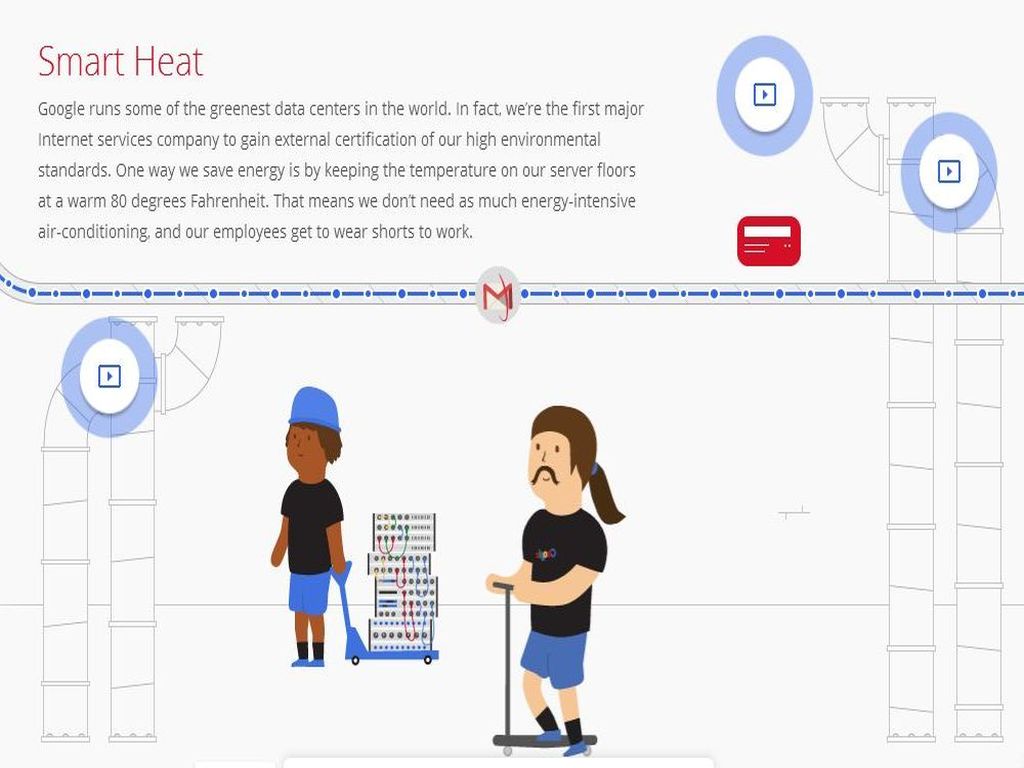 Smart Heat
Google runs some of the greenest data centers in the world. In fact, we're the first major
Internet services company to gain external certification of our high environmental
standards. One way we save energy is by keeping the temperature on our server floors
at a warm 80 degrees Fahrenheit. That means we don't need as much energy-intensive
air-conditioning, and our employees get to wear shorts to work.